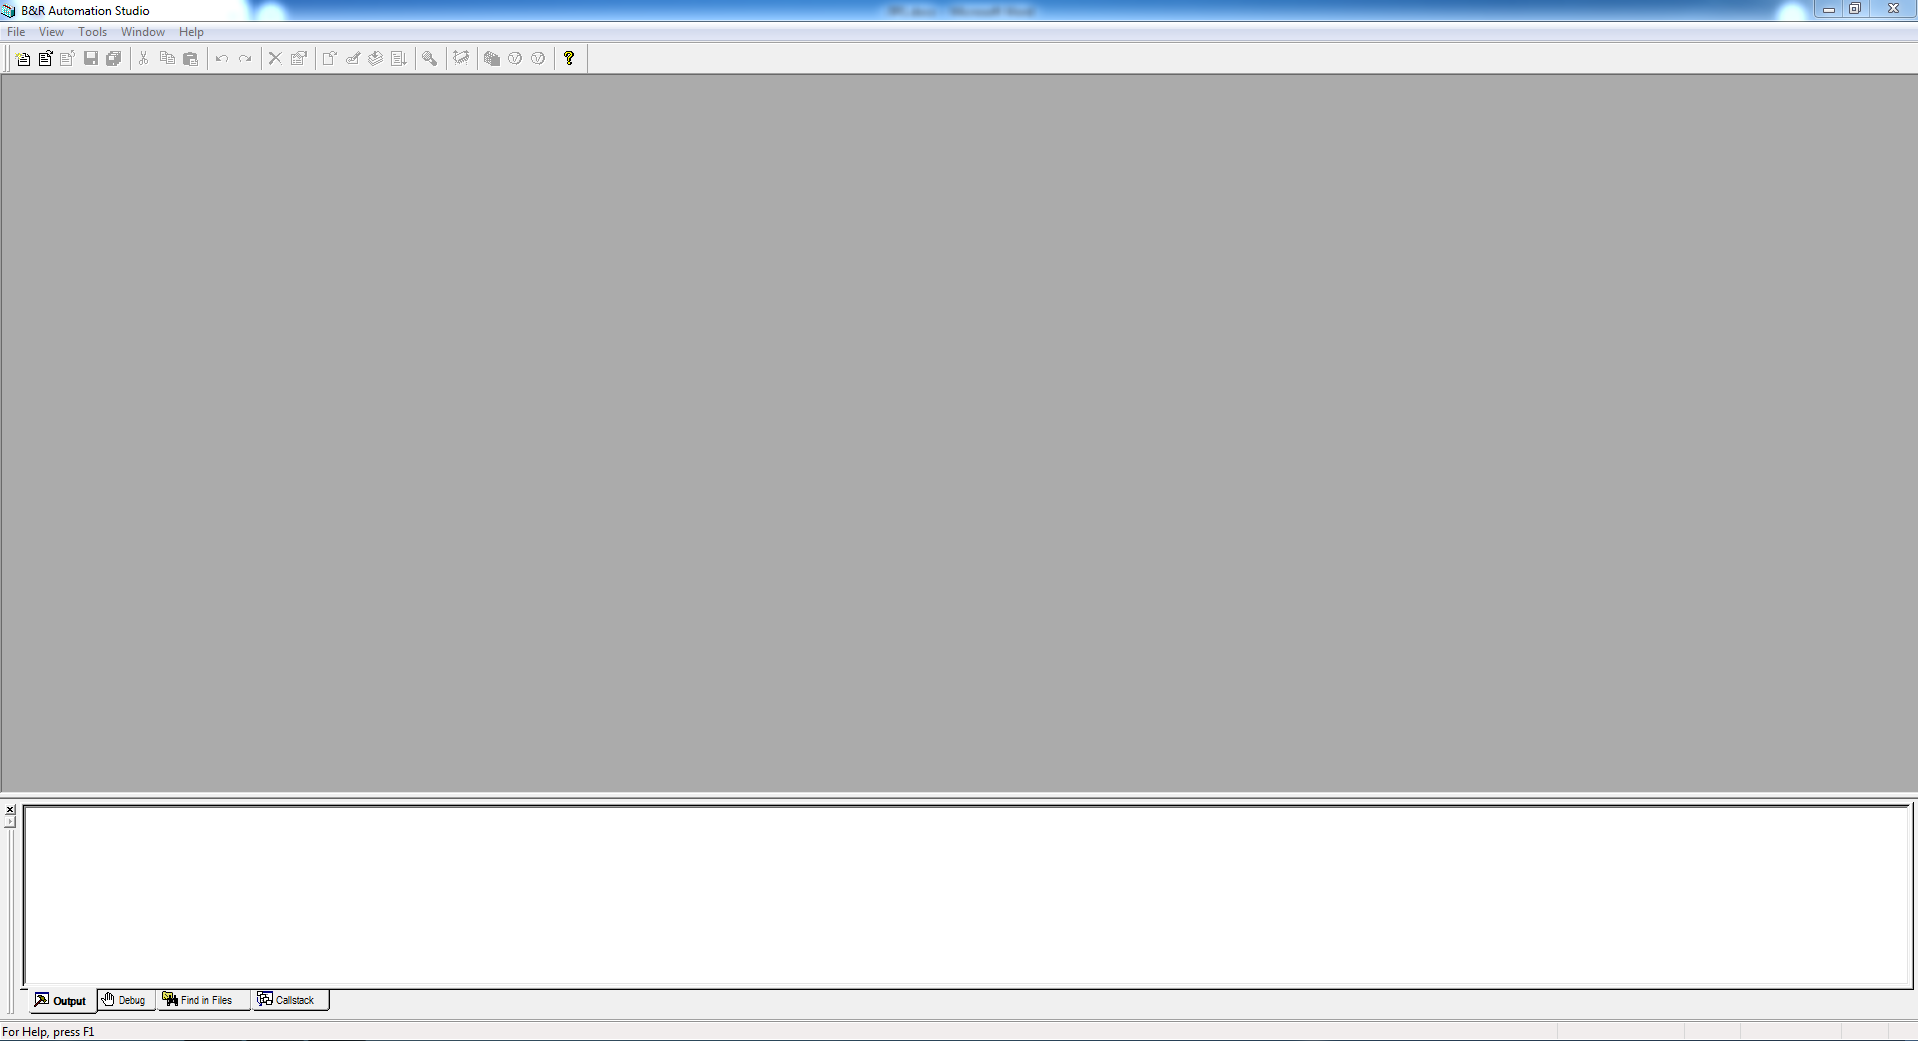 B&R Automation Studio
File View Tools Window Help
Output Debug Find in Files Callstack
For Help, press F1